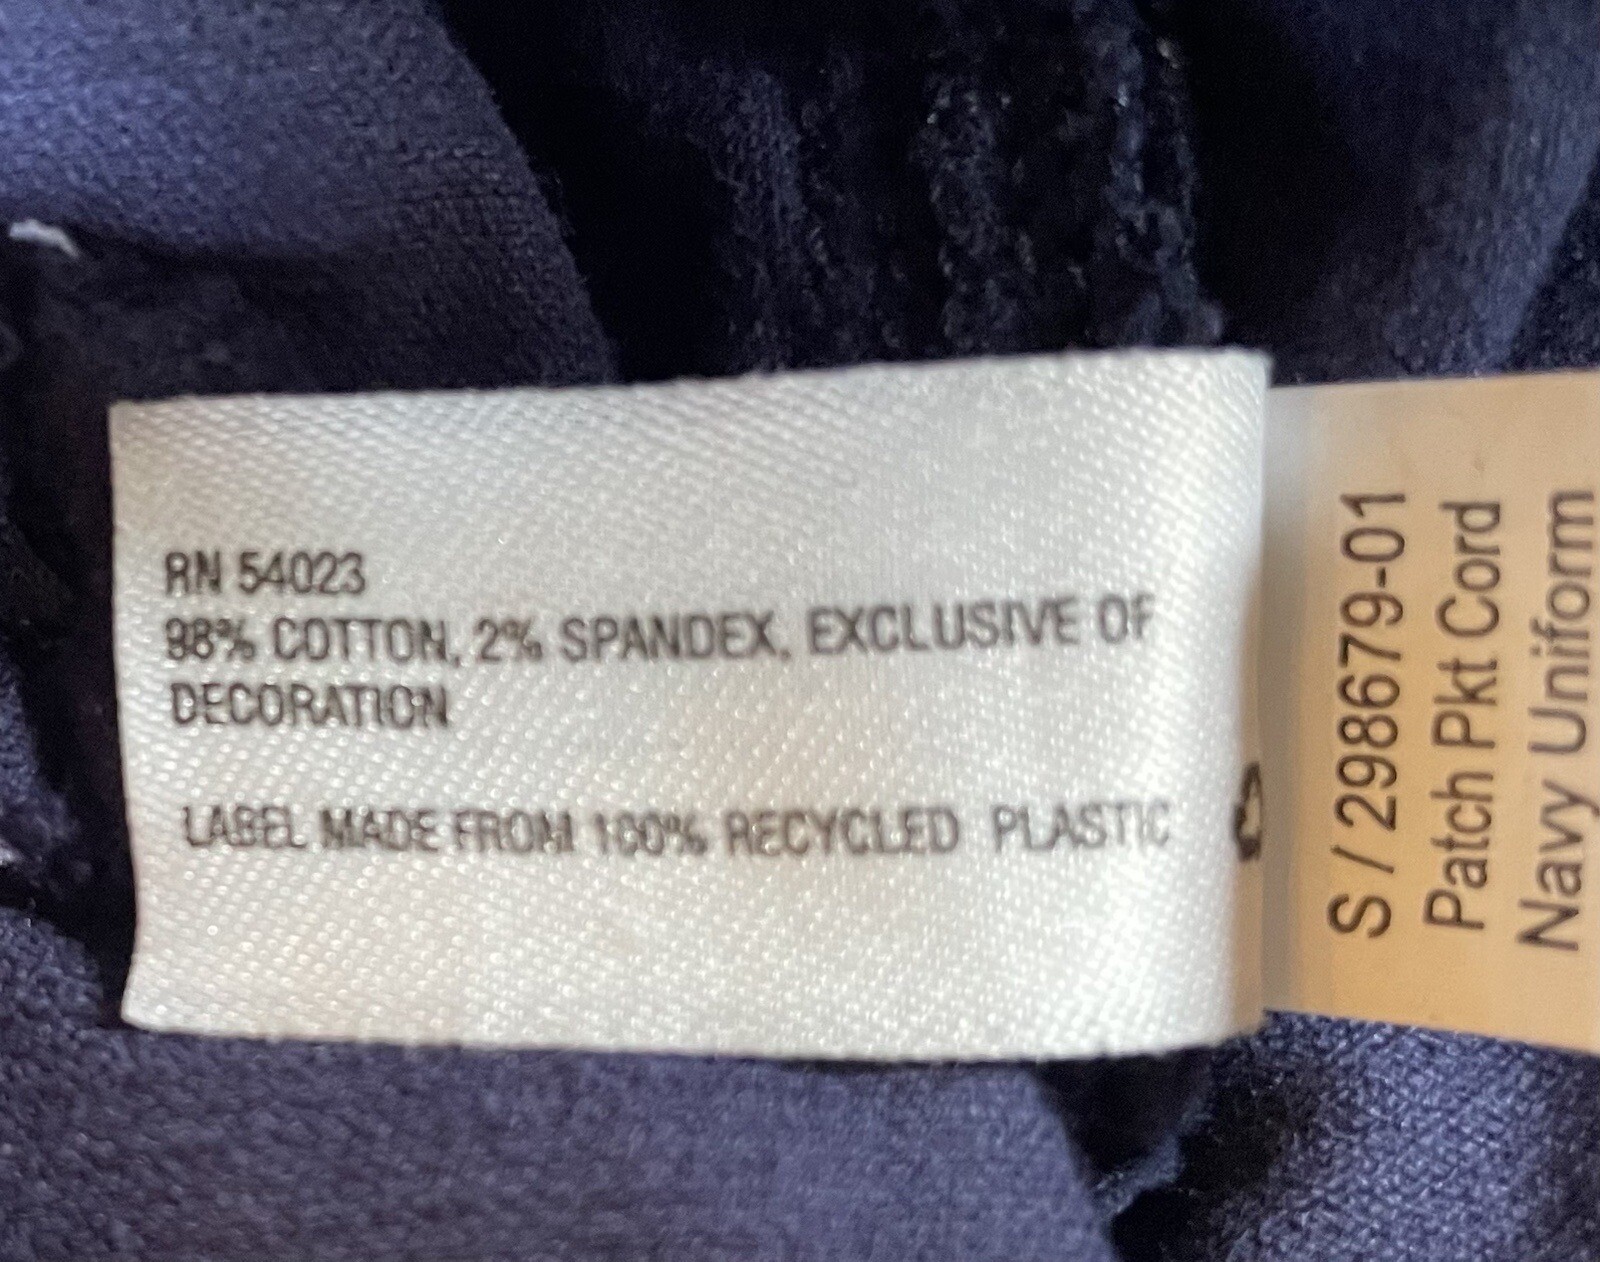 RN 54023
98% COTTON, 2% SPANDEX, EXCLUSIVE OF
DECORATION
LABEL MADE FROM 100% RECYCLED PLASTIC
S / 298679-01
Patch Pkt Cord
Navy Uniform